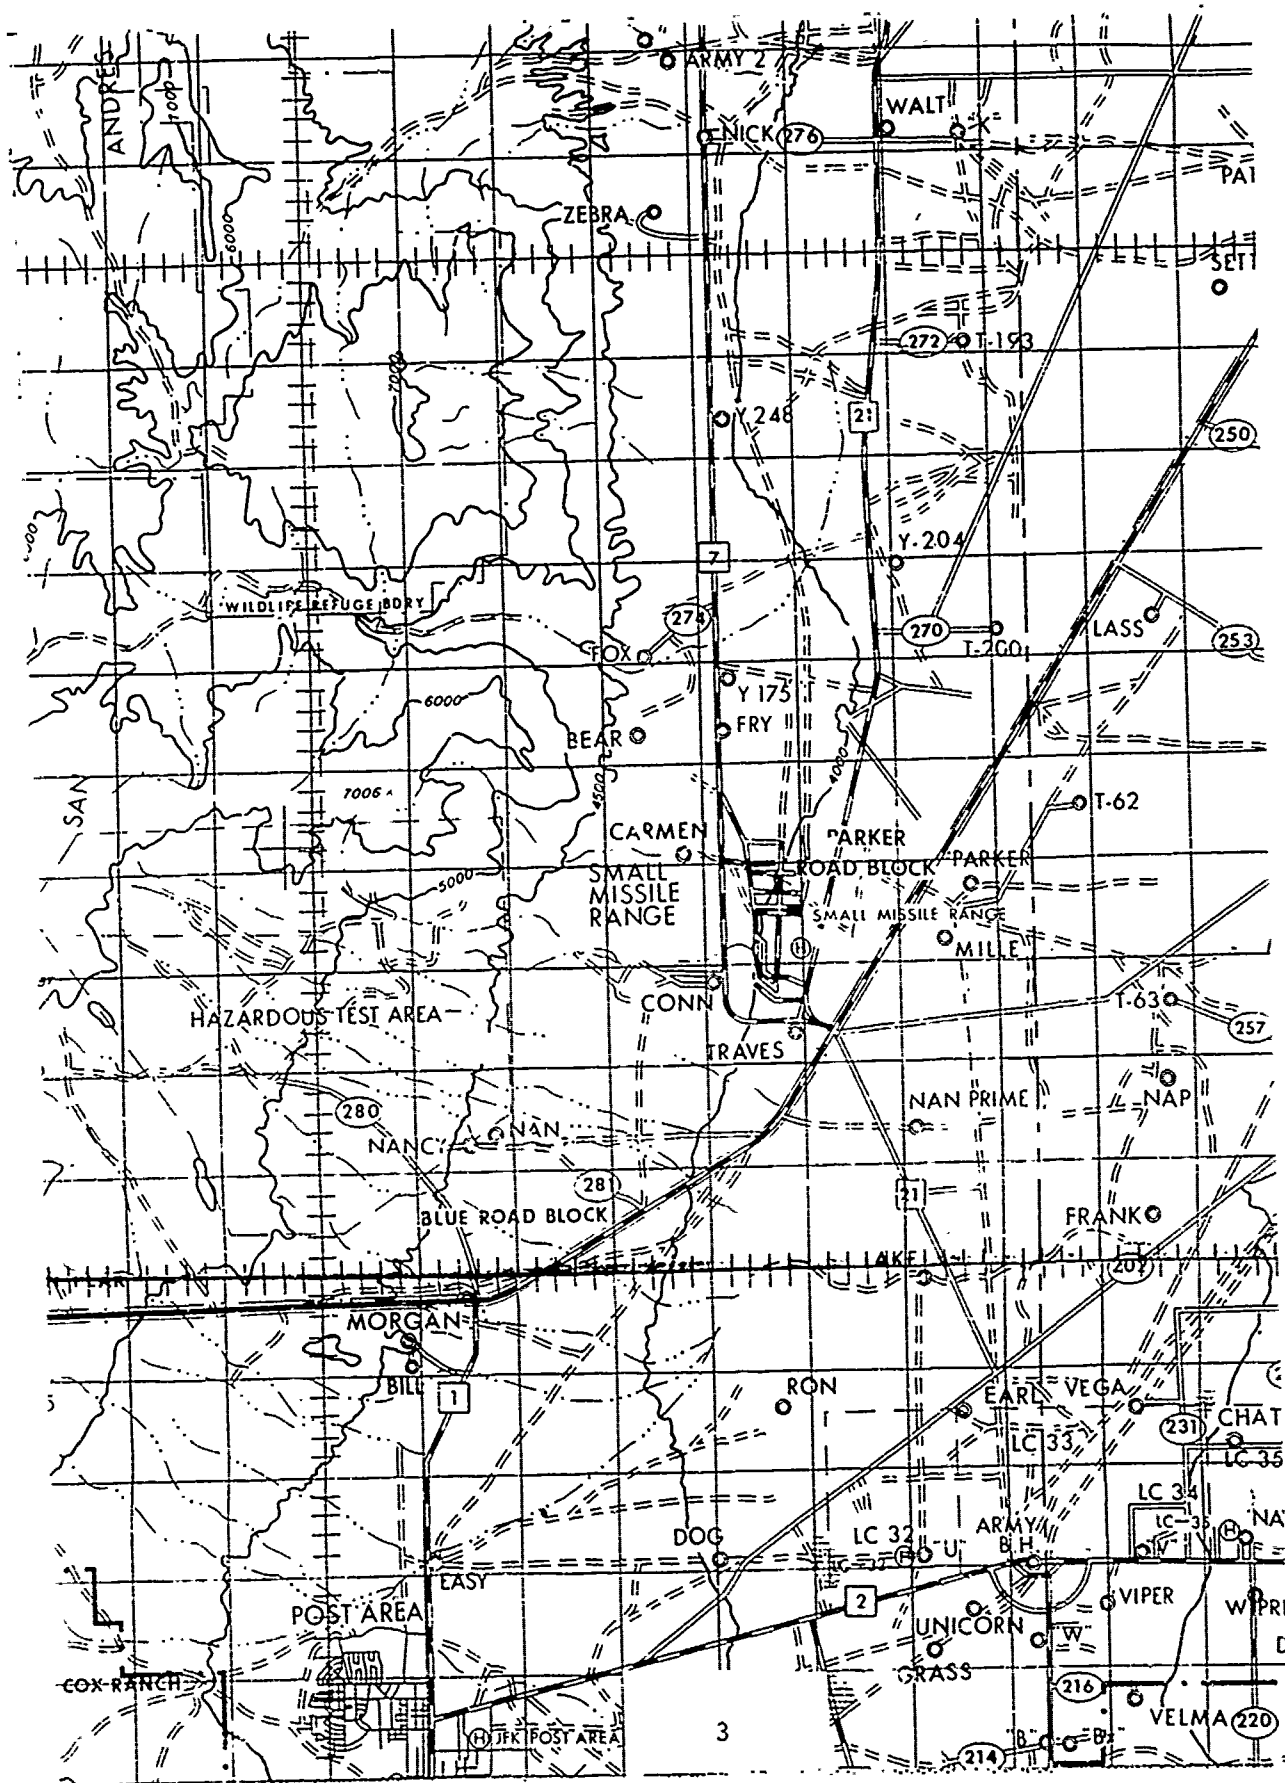 ARMY 2
ANDRES
7000
WALT
NICK
276
"X"
ZEBRA
6000
272
T-193
7000
Y 248
21
250
7
Y-204
WILDLIFE REFUGE BDRY
274
270
LASS
FOX
253
Y 175
6000
FRY
BEAR
4000
SAN
7006
4500
T-62
CARMEN
PARKER
ROAD BLOCK
PARKER
SMALL
MISSILE
RANGE
5000
SMALL MISSILE RANGE
H
MILLE
CONN
T-63
HAZARDOUS TEST AREA
257
TRAVES
280
NAN PRIME
NAP
NANCY
NAN
281
21
BLUE ROAD BLOCK
FRANK
MORGAN
BILL
1
RON
EARL
VEGA
231
CHAT
LC 33
LC 35
LC 34
DOG
LC 32
H
"U"
ARMY
B.H.
"V"
H
EASY
2
VIPER
POST AREA
UNICORN
"W"
W PRI
GRASS
COX RANCH
216
VELMA
220
H
JFK POST AREA
3
"B"
214